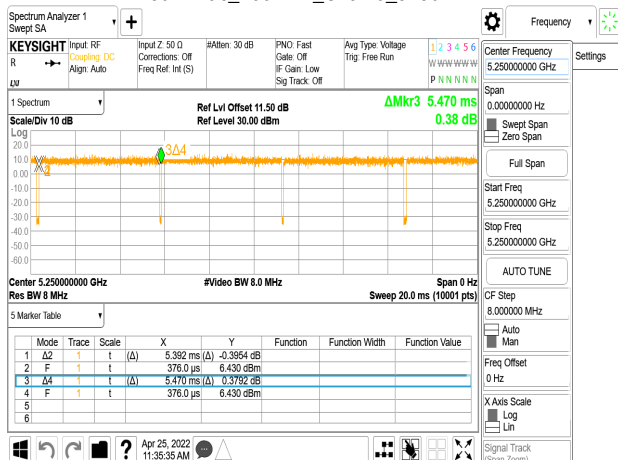 Spectrum Analyzer 1
Swept SA
Frequency
KEYSIGHT
R
Input: RF
Coupling: DC
Align: Auto
Input Z: 50 Ω
Corrections: Off
Freq Ref: Int (S)
#Atten: 30 dB
PNO: Fast
Gate: Off
IF Gain: Low
Sig Track: Off
Avg Type: Voltage
Trig: Free Run
1 2 3 4 5 6
W W W W W W
P N N N N N
Center Frequency
5.250000000 GHz
Settings
Span
0.00000000 Hz
Swept Span
Zero Span
Full Span
Start Freq
5.250000000 GHz
Stop Freq
5.250000000 GHz
AUTO TUNE
CF Step
8.000000 MHz
Auto
Man
Freq Offset
0 Hz
X Axis Scale
Log
Lin
Signal Track
(Span Zoom)
1 Spectrum
Scale/Div 10 dB
Ref Lvl Offset 11.50 dB
Ref Level 30.00 dBm
ΔMkr3 5.470 ms
0.38 dB
Log
20.0
10.0
0.00
-10.0
-20.0
-30.0
-40.0
-50.0
-60.0
3Δ4
Center 5.250000000 GHz
#Video BW 8.0 MHz
Span 0 Hz
Res BW 8 MHz
Sweep 20.0 ms (10001 pts)
5 Marker Table
Mode Trace Scale X Y Function Function Width Function Value
1 Δ2 1 t (Δ) 5.392 ms (Δ) -0.3954 dB
2 F 1 t 376.0 µs 6.430 dBm
3 Δ4 1 t (Δ) 5.470 ms (Δ) 0.3792 dB
4 F 1 t 376.0 µs 6.430 dBm
5
6
?
Apr 25, 2022
11:35:35 AM